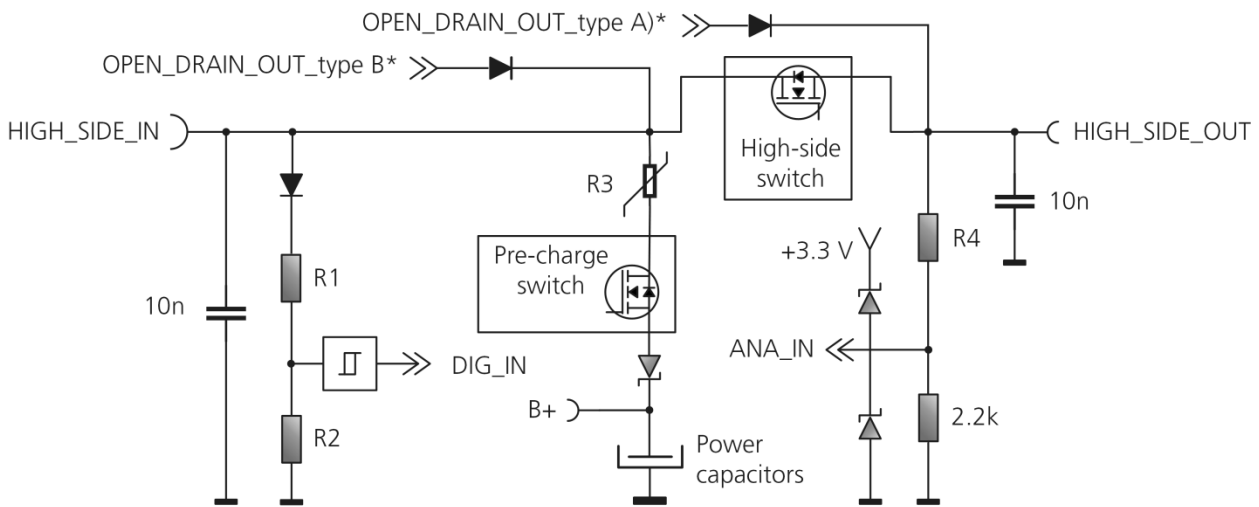 OPEN_DRAIN_OUT_type A)*
OPEN_DRAIN_OUT_type B*
HIGH_SIDE_IN
HIGH_SIDE_OUT
High-side
switch
R3
10n
R4
+3.3 V
Pre-charge
switch
R1
10n
ANA_IN
DIG_IN
B+
R2
2.2k
Power
capacitors